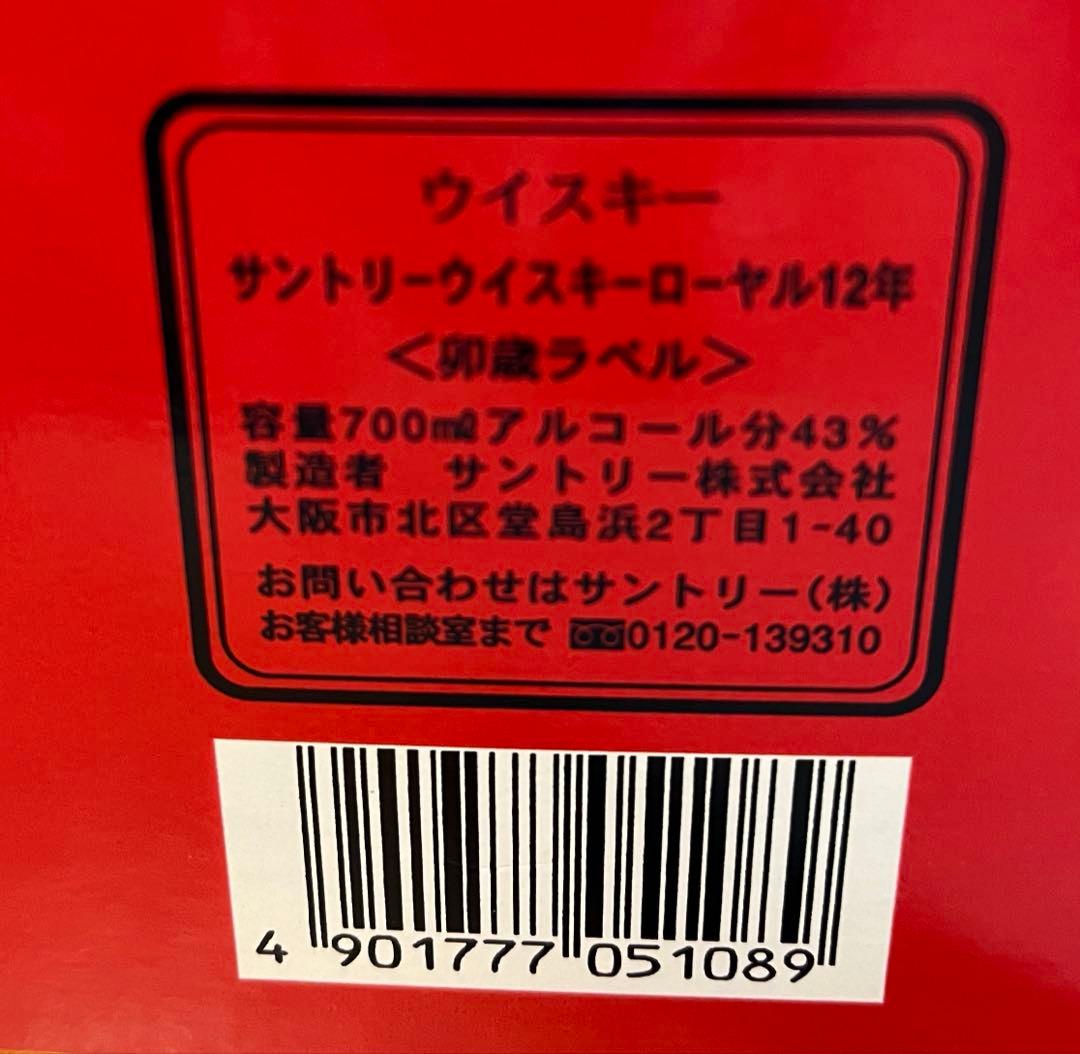 ウイスキー
サントリーウイスキーローヤル12年
<卯歳ラベル>
容量700㎖アルコール分43%
製造者　サントリー株式会社
大阪市北区堂島浜2丁目1-40
お問い合わせはサントリー(株)
お客様相談室まで 0120-139310
4 901777 051089